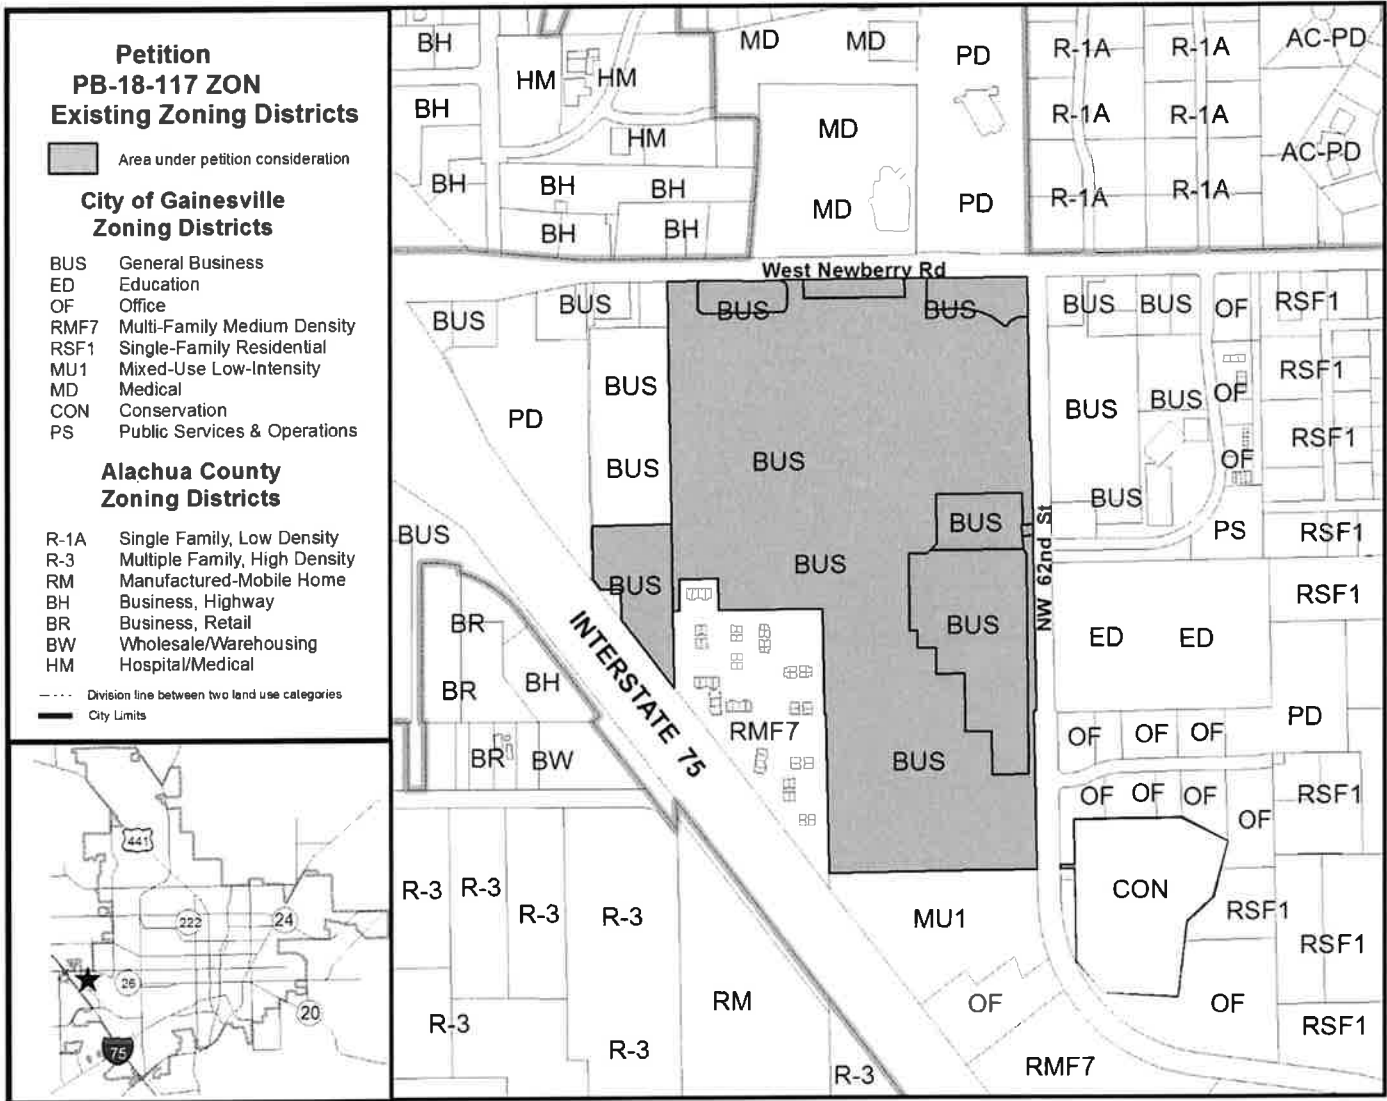 Petition
PB-18-117 ZON
Existing Zoning Districts
Area under petition consideration
City of Gainesville
Zoning Districts
BUS General Business
ED Education
OF Office
RMF7 Multi-Family Medium Density
RSF1 Single-Family Residential
MU1 Mixed-Use Low-Intensity
MD Medical
CON Conservation
PS Public Services & Operations
Alachua County
Zoning Districts
R-1A Single Family, Low Density
R-3 Multiple Family, High Density
RM Manufactured-Mobile Home
BH Business, Highway
BR Business, Retail
BW Wholesale/Warehousing
HM Hospital/Medical
Division line between two land use categories
City Limits
441
222
24
26
20
75
BH MD MD PD R-1A R-1A AC-PD
HM HM
BH HM MD R-1A R-1A
AC-PD
BH BH BH MD PD R-1A R-1A
BH BH
West Newberry Rd
BUS BUS BUS BUS BUS BUS OF RSF1
BUS PD BUS BUS OF RSF1
BUS BUS OF RSF1
BUS BUS BUS PS RSF1
NW 62nd St
BUS BUS RSF1
BR BUS ED ED
INTERSTATE 75
BR BH RMF7 PD
BR BW BUS OF OF OF
OF OF OF RSF1
OF
R-3 R-3 R-3 R-3 MU1 CON RSF1 RSF1
RM OF OF
R-3 R-3 RSF1
R-3 RMF7